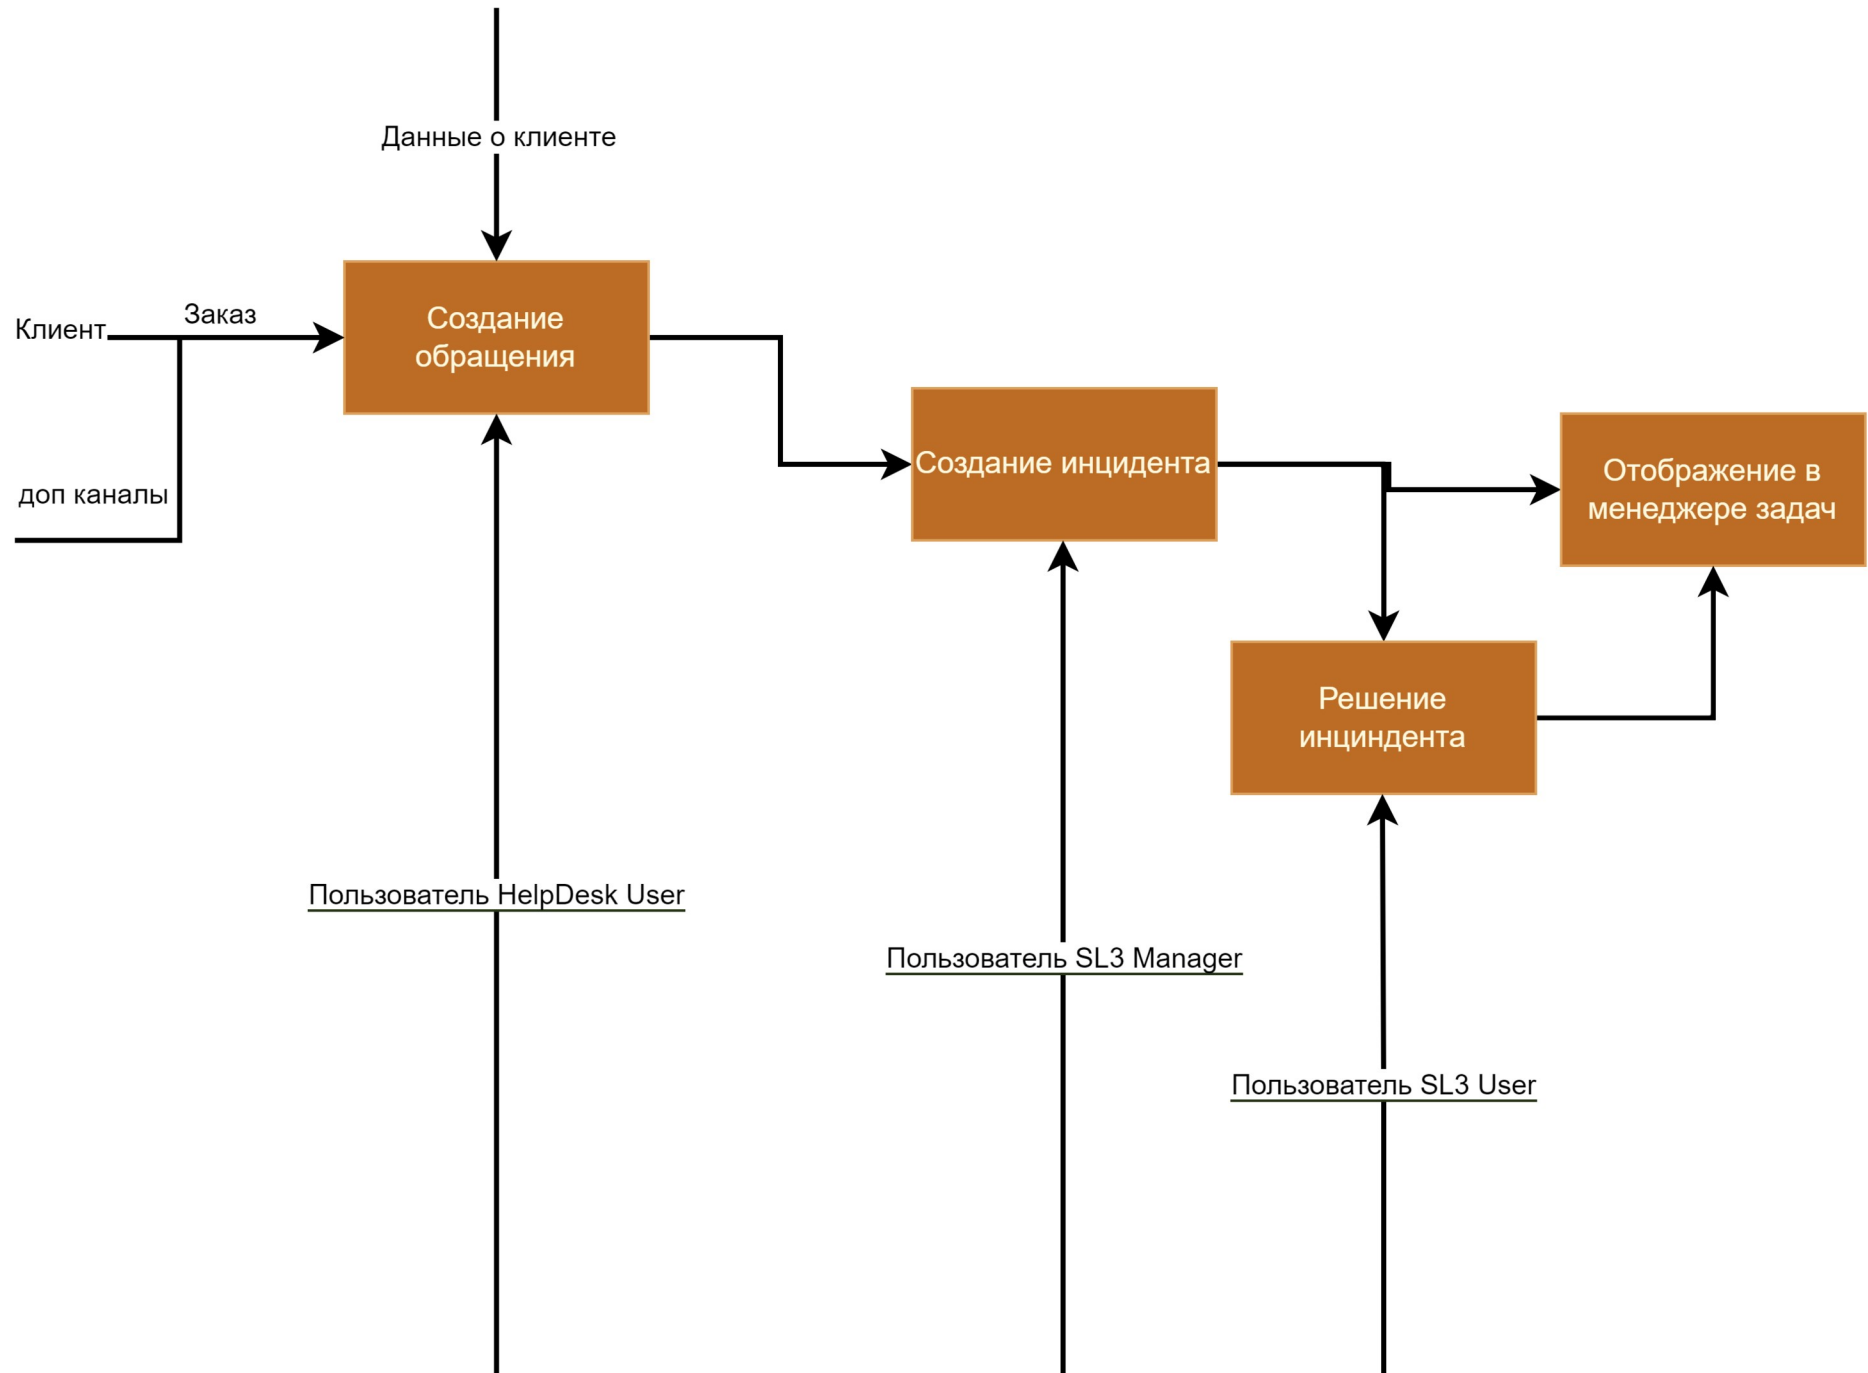 Данные о клиенте
Клиент
Заказ
Создание
обращения
доп каналы
Создание инцидента
Отображение в
менеджере задач
Решение
инциндента
Пользователь HelpDesk User
Пользователь SL3 Manager
Пользователь SL3 User